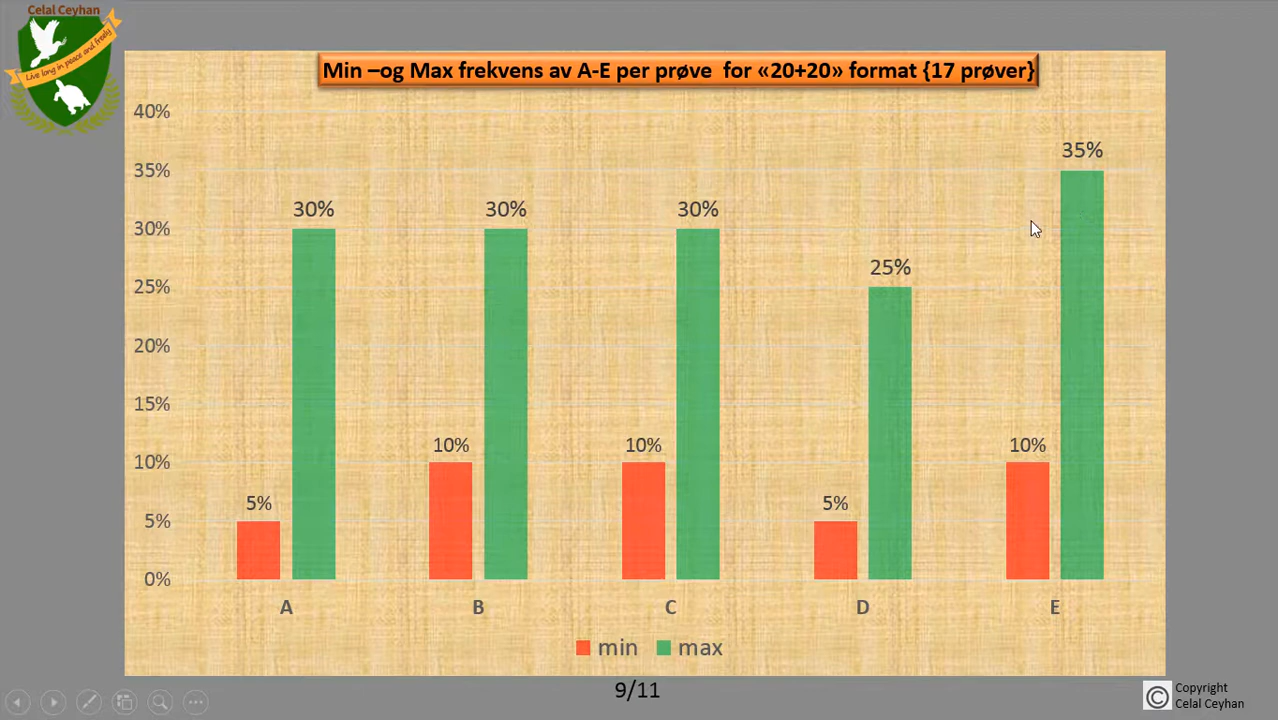 Celal Ceyhan
Live long in peace and freely
Min –og Max frekvens av A-E per prøve for «20+20» format {17 prøver}
40%
35%
30%
25%
20%
15%
10%
5%
0%
5%
30%
10%
30%
10%
30%
5%
25%
10%
35%
A
B
C
D
E
min
max
9/11
©
Copyright
Celal Ceyhan